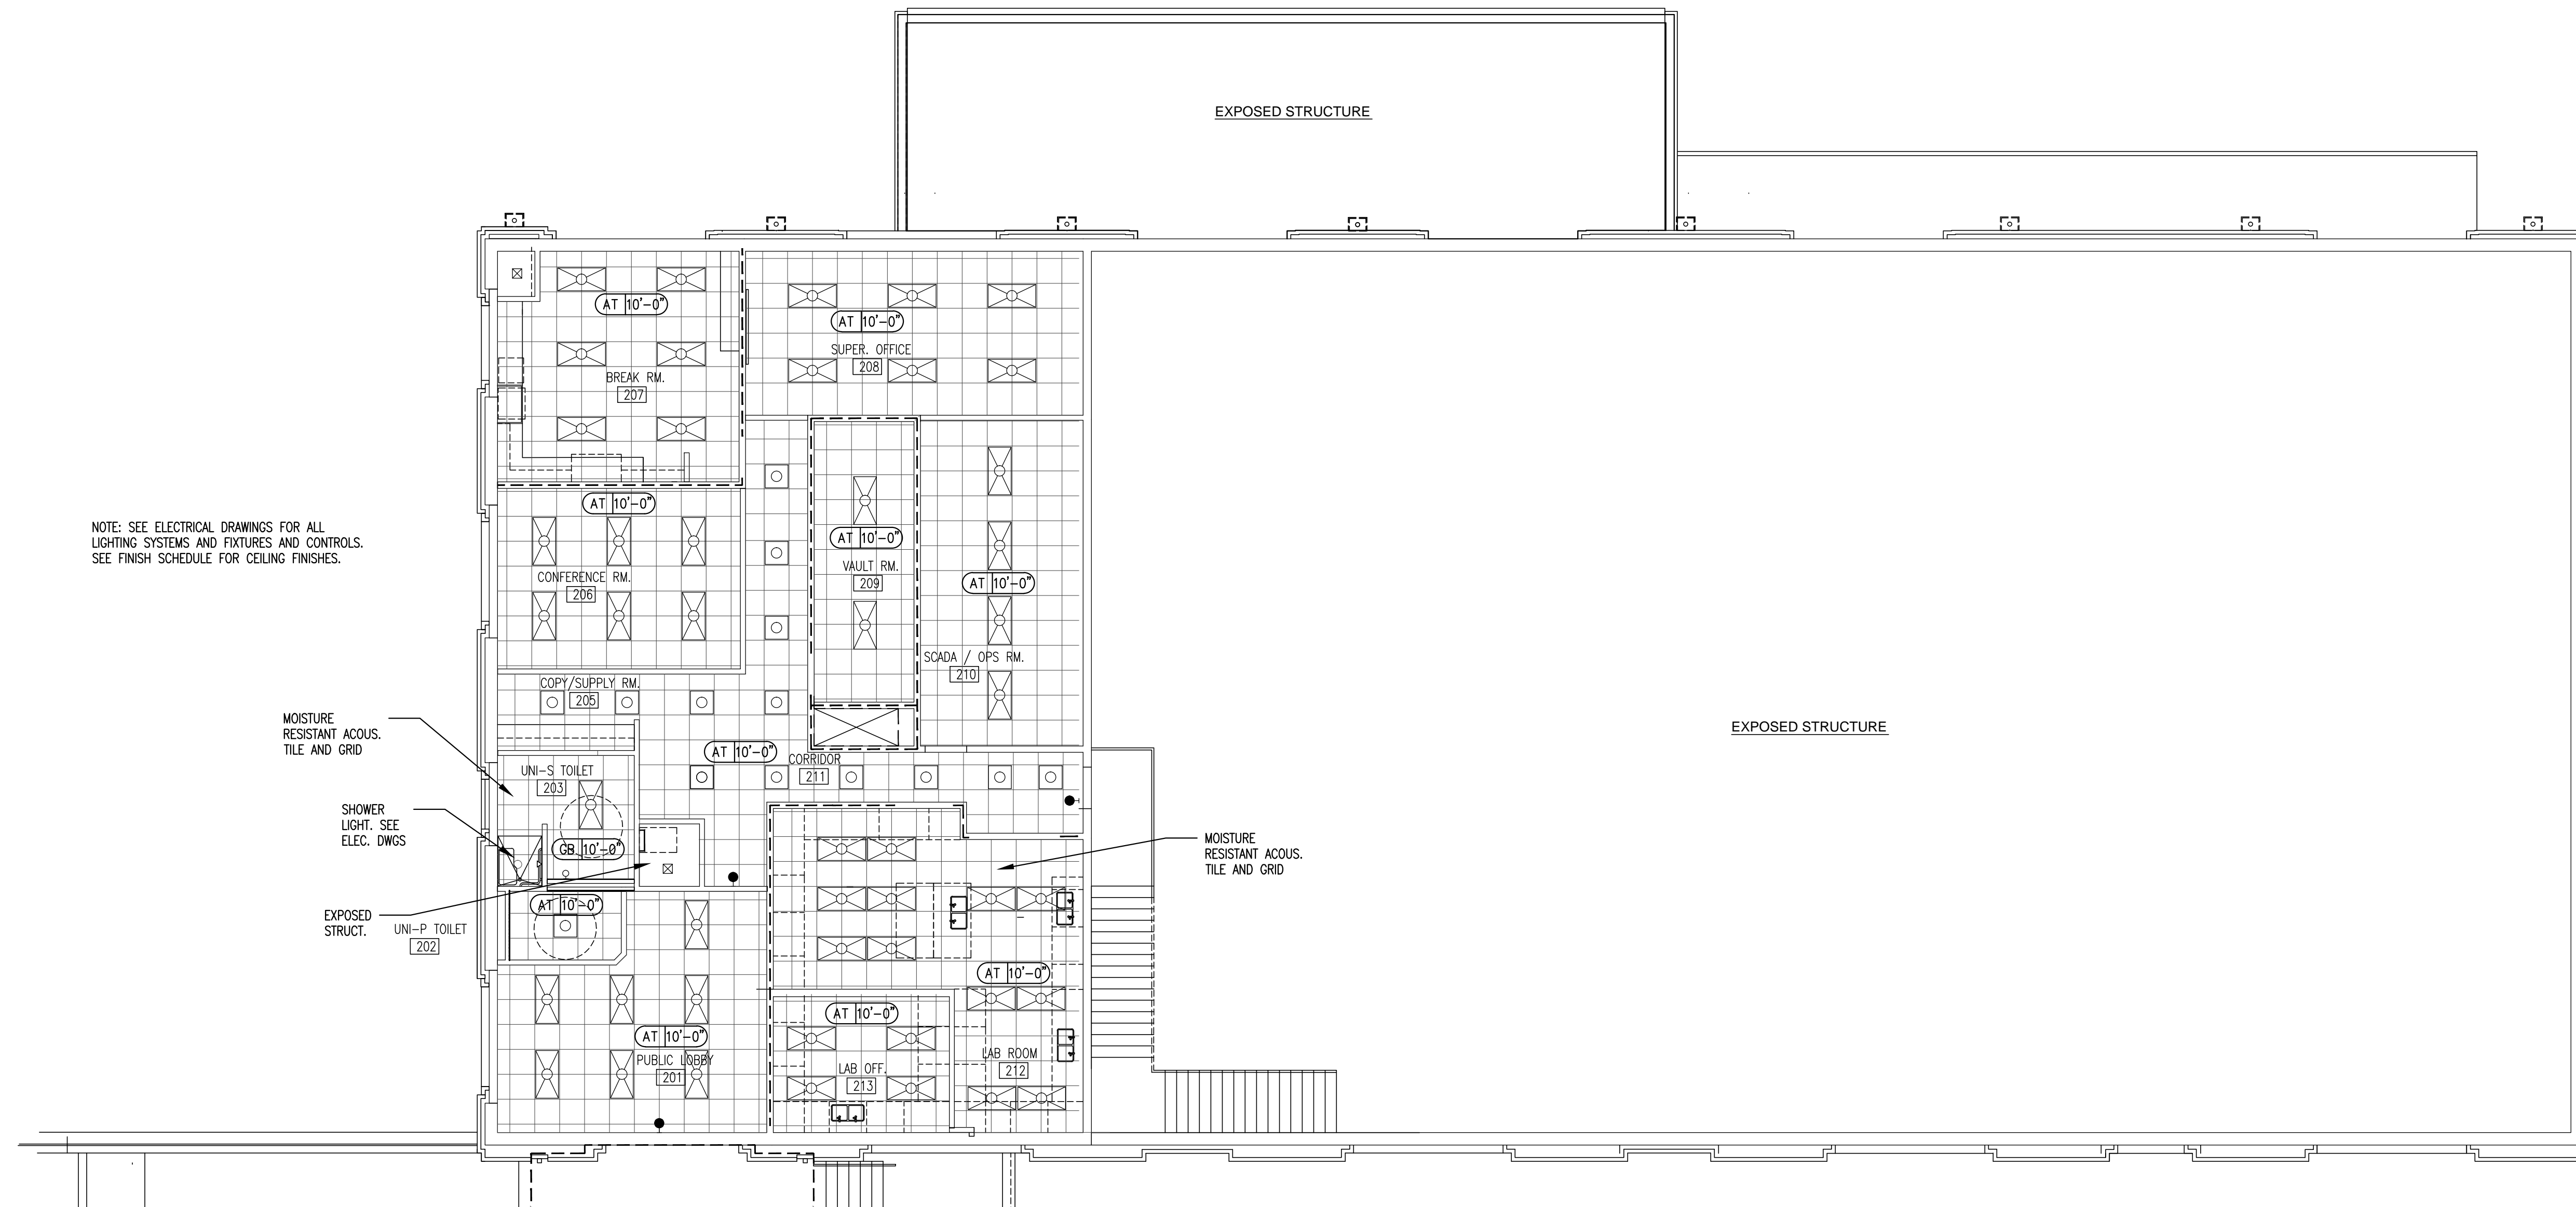 EXPOSED STRUCTURE
AT 10'-0"
BREAK RM.
207
AT 10'-0"
SUPER. OFFICE
208
AT 10'-0"
CONFERENCE RM.
206
NOTE: SEE ELECTRICAL DRAWINGS FOR ALL
LIGHTING SYSTEMS AND FIXTURES AND CONTROLS.
SEE FINISH SCHEDULE FOR CEILING FINISHES.
AT 10'-0"
VAULT RM.
209
AT 10'-0"
SCADA / OPS RM.
210
COPY/SUPPLY RM.
205
MOISTURE
RESISTANT ACOUS.
TILE AND GRID
EXPOSED STRUCTURE
AT 10'-0"
CORRIDOR
211
UNI-S TOILET
203
SHOWER
LIGHT. SEE
ELEC. DWGS
GB 10'-0"
MOISTURE
RESISTANT ACOUS.
TILE AND GRID
EXPOSED
STRUCT.
AT 10'-0"
UNI-P TOILET
202
AT 10'-0"
LAB ROOM
212
AT 10'-0"
LAB OFF.
213
AT 10'-0"
PUBLIC LOBBY
201